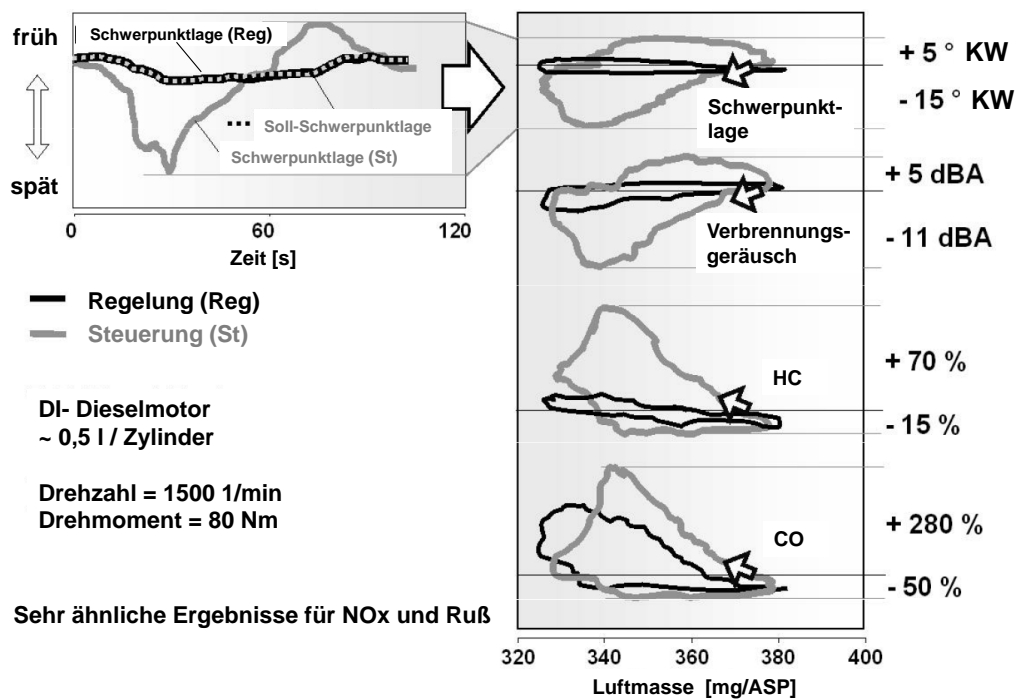 früh
spät
Schwerpunktlage (Reg)
Soll-Schwerpunktlage
Schwerpunktlage (St)
0
60
120
Zeit [s]
Regelung (Reg)
Steuerung (St)
DI- Dieselmotor
~ 0,5 l / Zylinder
Drehzahl = 1500 1/min
Drehmoment = 80 Nm
Sehr ähnliche Ergebnisse für NOx und Ruß
Schwerpunkt-
lage
+ 5 ° KW
- 15 ° KW
Verbrennungs-
geräusch
+ 5 dBA
- 11 dBA
HC
+ 70 %
- 15 %
CO
+ 280 %
- 50 %
320
340
360
380
400
Luftmasse [mg/ASP]